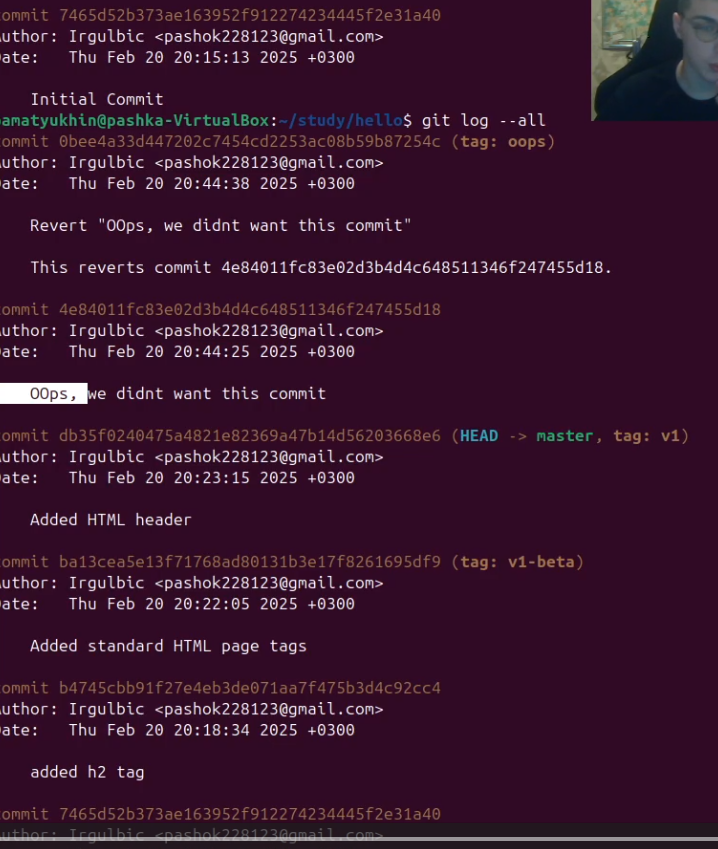 ommit 7465d52b373ae163952f912274234445f2e31a40
uthor: Irgulbic <pashok228123@gmail.com>
ate:   Thu Feb 20 20:15:13 2025 +0300
Initial Commit
amatyukhin@pashka-VirtualBox:~/study/hello$ git log --all
ommit 0bee4a33d447202c7454cd2253ac08b59b87254c (tag: oops)
uthor: Irgulbic <pashok228123@gmail.com>
ate:   Thu Feb 20 20:44:38 2025 +0300
Revert "OOps, we didnt want this commit"
This reverts commit 4e84011fc83e02d3b4d4c648511346f247455d18.
ommit 4e84011fc83e02d3b4d4c648511346f247455d18
uthor: Irgulbic <pashok228123@gmail.com>
ate:   Thu Feb 20 20:44:25 2025 +0300
OOps, we didnt want this commit
ommit db35f0240475a4821e82369a47b14d56203668e6 (HEAD -> master, tag: v1)
uthor: Irgulbic <pashok228123@gmail.com>
ate:   Thu Feb 20 20:23:15 2025 +0300
Added HTML header
ommit ba13cea5e13f71768ad80131b3e17f8261695df9 (tag: v1-beta)
uthor: Irgulbic <pashok228123@gmail.com>
ate:   Thu Feb 20 20:22:05 2025 +0300
Added standard HTML page tags
ommit b4745cbb91f27e4eb3de071aa7f475b3d4c92cc4
uthor: Irgulbic <pashok228123@gmail.com>
ate:   Thu Feb 20 20:18:34 2025 +0300
added h2 tag
ommit 7465d52b373ae163952f912274234445f2e31a40
uthor: Irgulbic <pashok228123@gmail.com>